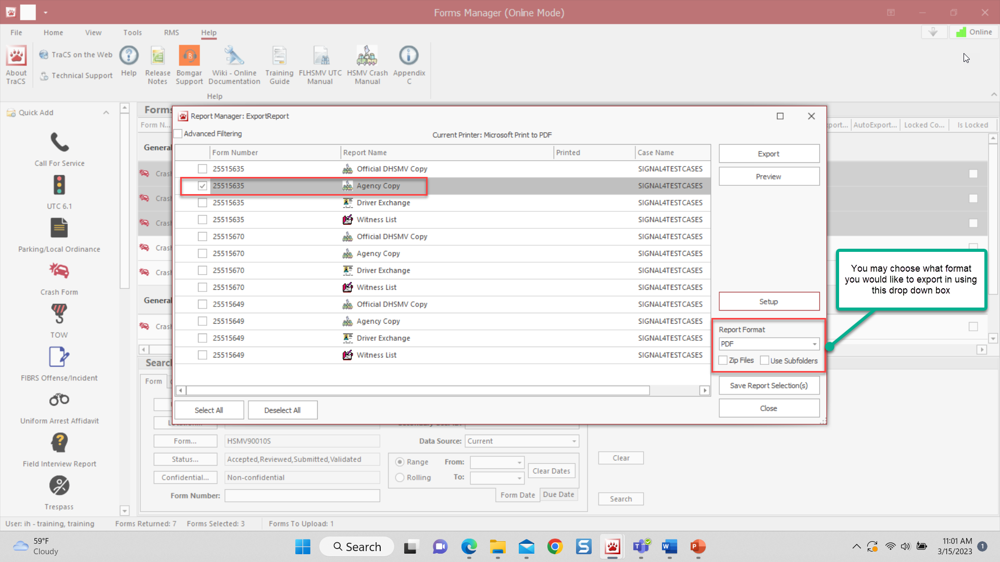 Forms Manager (Online Mode)
File Home View Tools RMS Help
Online
About TraCS
TraCS on the Web
Technical Support
Help
Release Notes
Bomgar Support
Wiki - Online Documentation
Training Guide
FLHSMV UTC Manual
HSMV Crash Manual
Appendix C
Help
Quick Add
Call For Service
UTC 6.1
Parking/Local Ordinance
Crash Form
TOW
FIBRS Offense/Incident
Uniform Arrest Affidavit
Field Interview Report
Trespass
Forms
Form N...
port... AutoExport... Locked Co... Is Locked
General
Crash
Crash
Crash
Crash
Crash
General
Crash
Report Manager: ExportReport
Advanced Filtering
Current Printer: Microsoft Print to PDF
Form Number Report Name Printed Case Name
25515635 Official DHSMV Copy SIGNAL4TESTCASES
25515635 Agency Copy SIGNAL4TESTCASES
25515635 Driver Exchange SIGNAL4TESTCASES
25515635 Witness List SIGNAL4TESTCASES
25515670 Official DHSMV Copy SIGNAL4TESTCASES
25515670 Agency Copy SIGNAL4TESTCASES
25515670 Driver Exchange SIGNAL4TESTCASES
25515670 Witness List SIGNAL4TESTCASES
25515649 Official DHSMV Copy SIGNAL4TESTCASES
25515649 Agency Copy SIGNAL4TESTCASES
25515649 Driver Exchange SIGNAL4TESTCASES
25515649 Witness List SIGNAL4TESTCASES
Select All Deselect All
Export
Preview
Setup
Report Format
PDF
Zip Files Use Subfolders
Save Report Selection(s)
Close
You may choose what format
you would like to export in using
this drop down box
Search
Form
Form... HSMV90010S
Status... Accepted,Reviewed,Submitted,Validated
Confidential... Non-confidential
Form Number:
Data Source: Current
Range From:
Rolling To:
Clear Dates
Form Date Due Date
Clear
Search
User: ih - training, training Forms Returned: 7 Forms Selected: 3 Forms To Upload: 1
59°F
Cloudy
Search
11:01 AM
3/15/2023
1